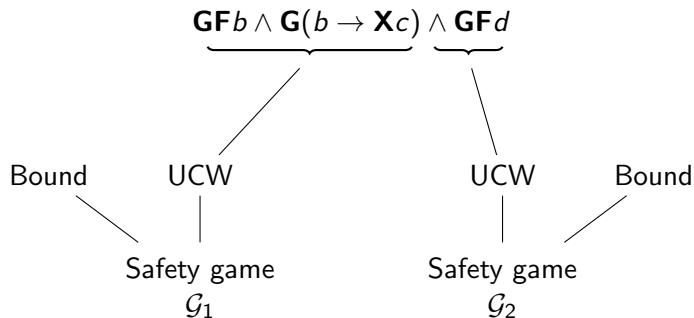 GFb ∧ G(b → Xc) ∧ GFd
Bound UCW UCW Bound
Safety game Safety game
𝒢₁ 𝒢₂